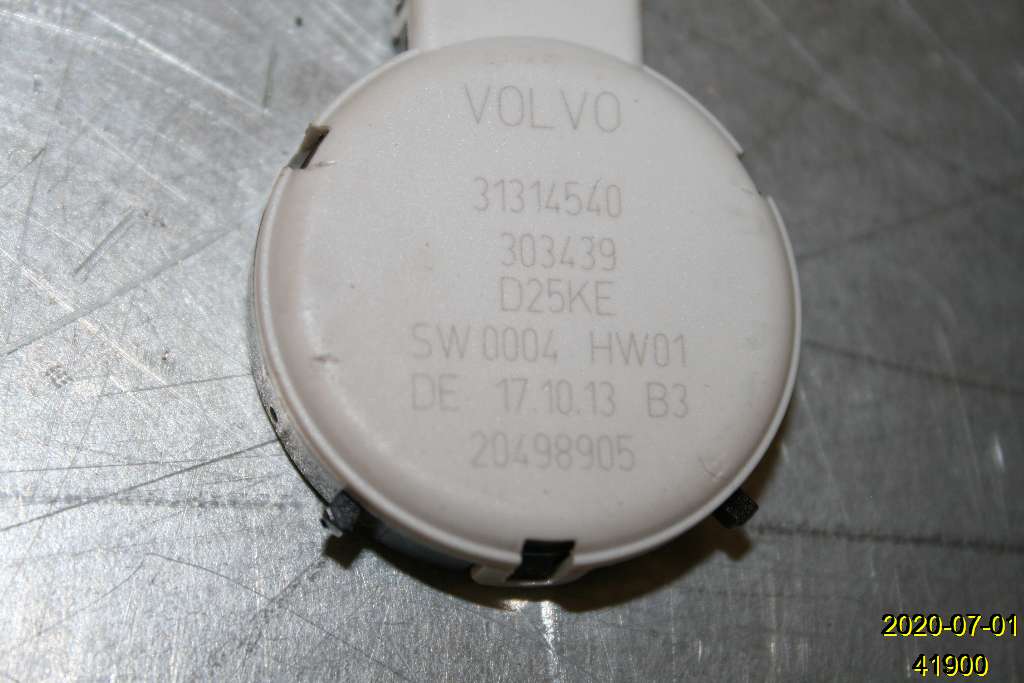 VOLVO
31314540
303439
D25KE
SW 0004 HW01
DE 17.10.13 B3
20498905
2020-07-01
41900